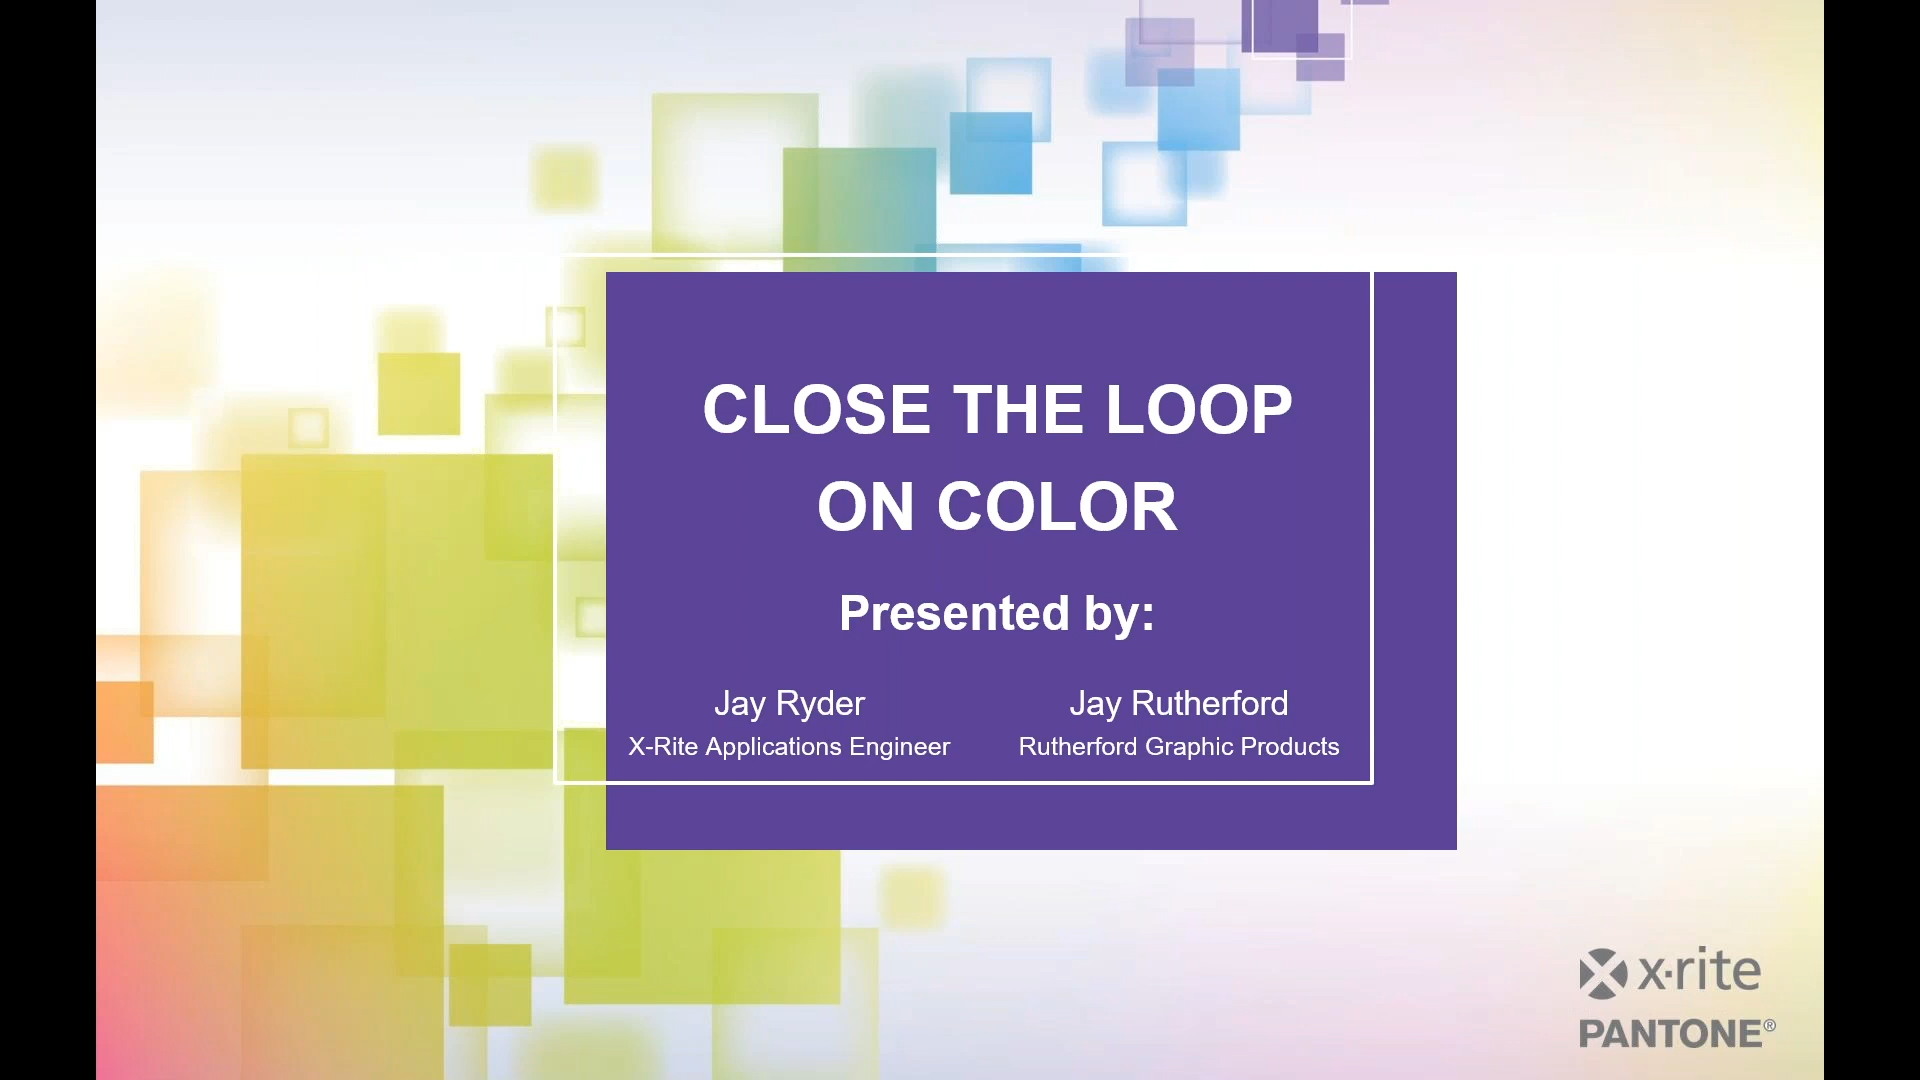 CLOSE THE LOOP
ON COLOR
Presented by:
Jay Ryder
X-Rite Applications Engineer
Jay Rutherford
Rutherford Graphic Products
x·rite
PANTONE®